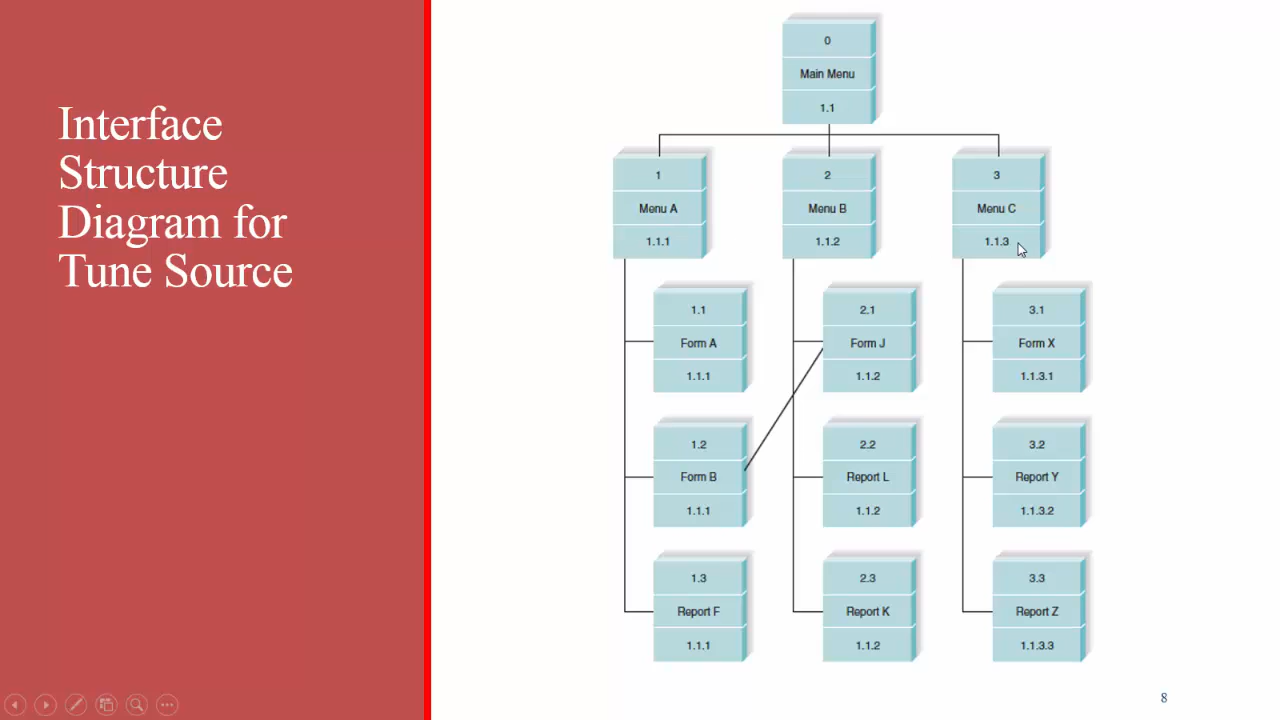 Interface
Structure
Diagram for
Tune Source
0
Main Menu
1.1
1
Menu A
1.1.1
2
Menu B
1.1.2
3
Menu C
1.1.3
1.1
Form A
1.1.1
2.1
Form J
1.1.2
3.1
Form X
1.1.3.1
1.2
Form B
1.1.1
2.2
Report L
1.1.2
3.2
Report Y
1.1.3.2
1.3
Report F
1.1.1
2.3
Report K
1.1.2
3.3
Report Z
1.1.3.3
8